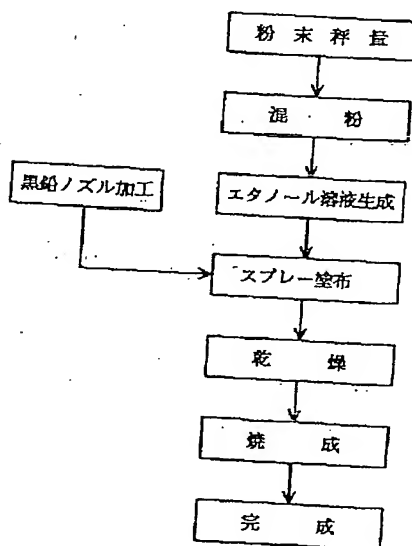 粉末秤量
混粉
黒鉛ノズル加工
エタノール溶液生成
スプレー塗布
乾燥
焼成
完成